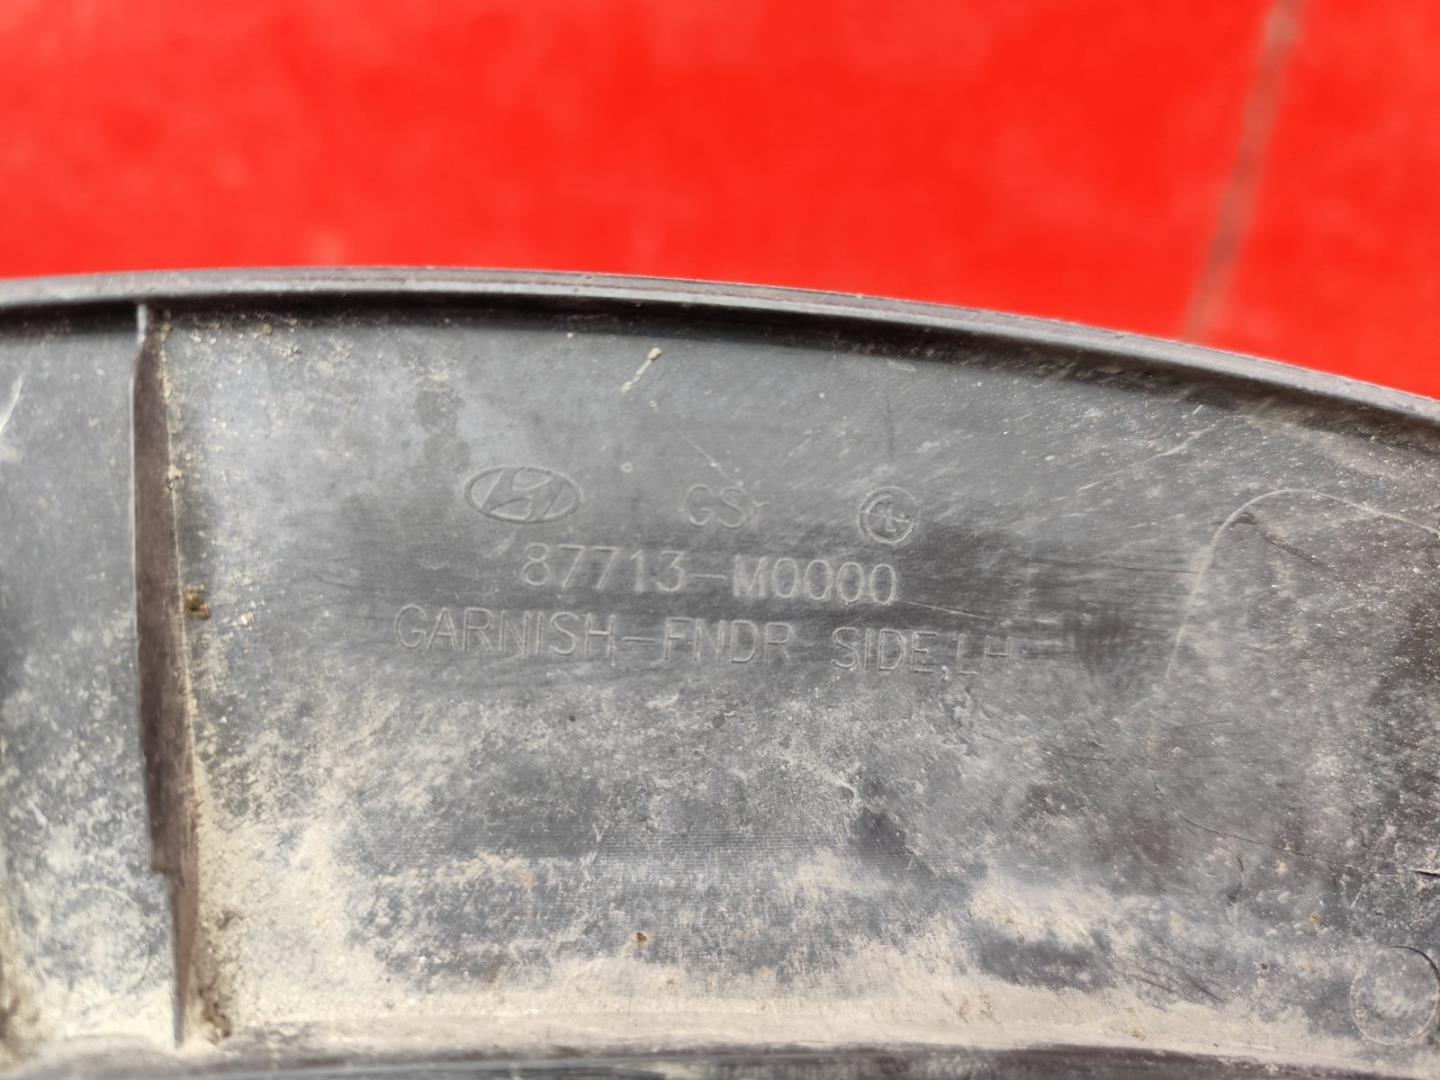 GS
87713-M0000
GARNISH-FNDR SIDE LH